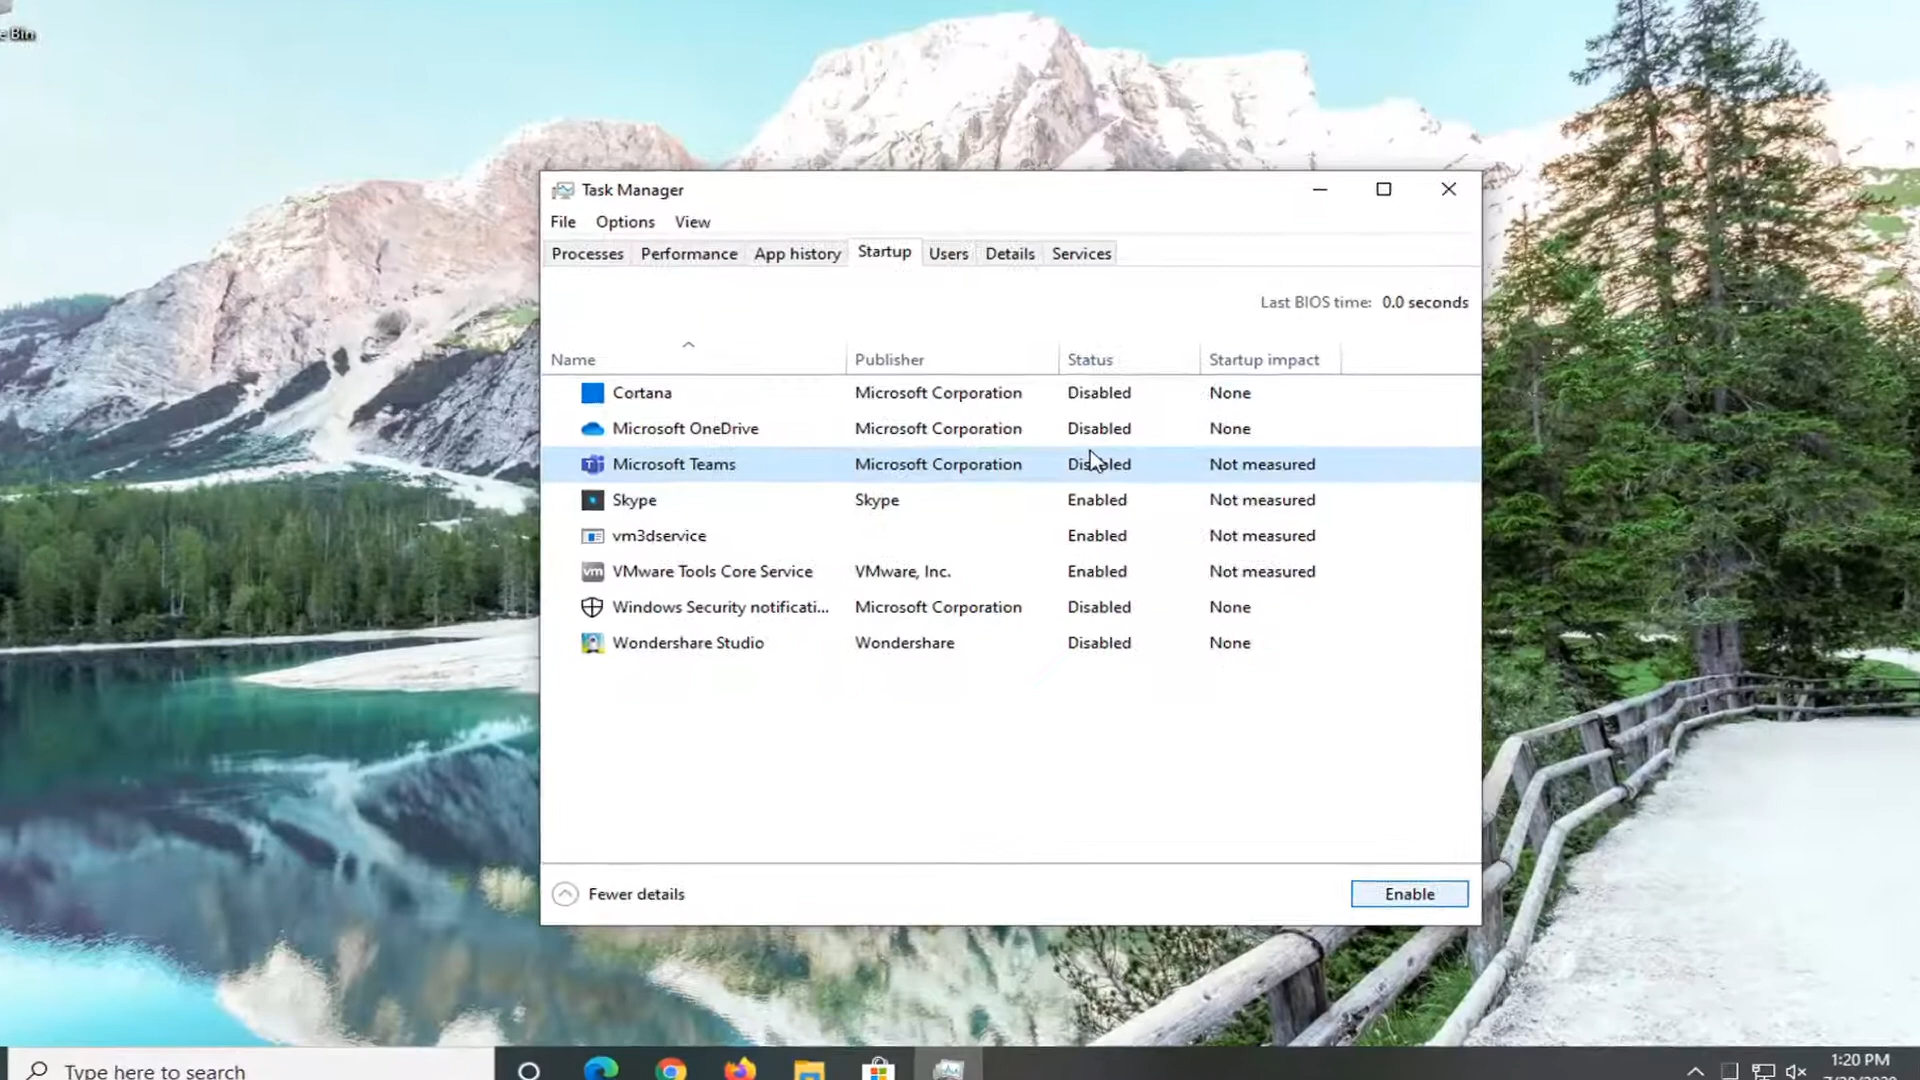 e Bin
Task Manager
File Options View
Processes Performance App history Startup Users Details Services
Last BIOS time: 0.0 seconds
Name Publisher Status Startup impact
Cortana Microsoft Corporation Disabled None
Microsoft OneDrive Microsoft Corporation Disabled None
Microsoft Teams Microsoft Corporation Disabled Not measured
Skype Skype Enabled Not measured
vm3dservice Enabled Not measured
vm VMware Tools Core Service VMware, Inc. Enabled Not measured
Windows Security notificati... Microsoft Corporation Disabled None
Wondershare Studio Wondershare Disabled None
Fewer details Enable
Type here to search
1:20 PM